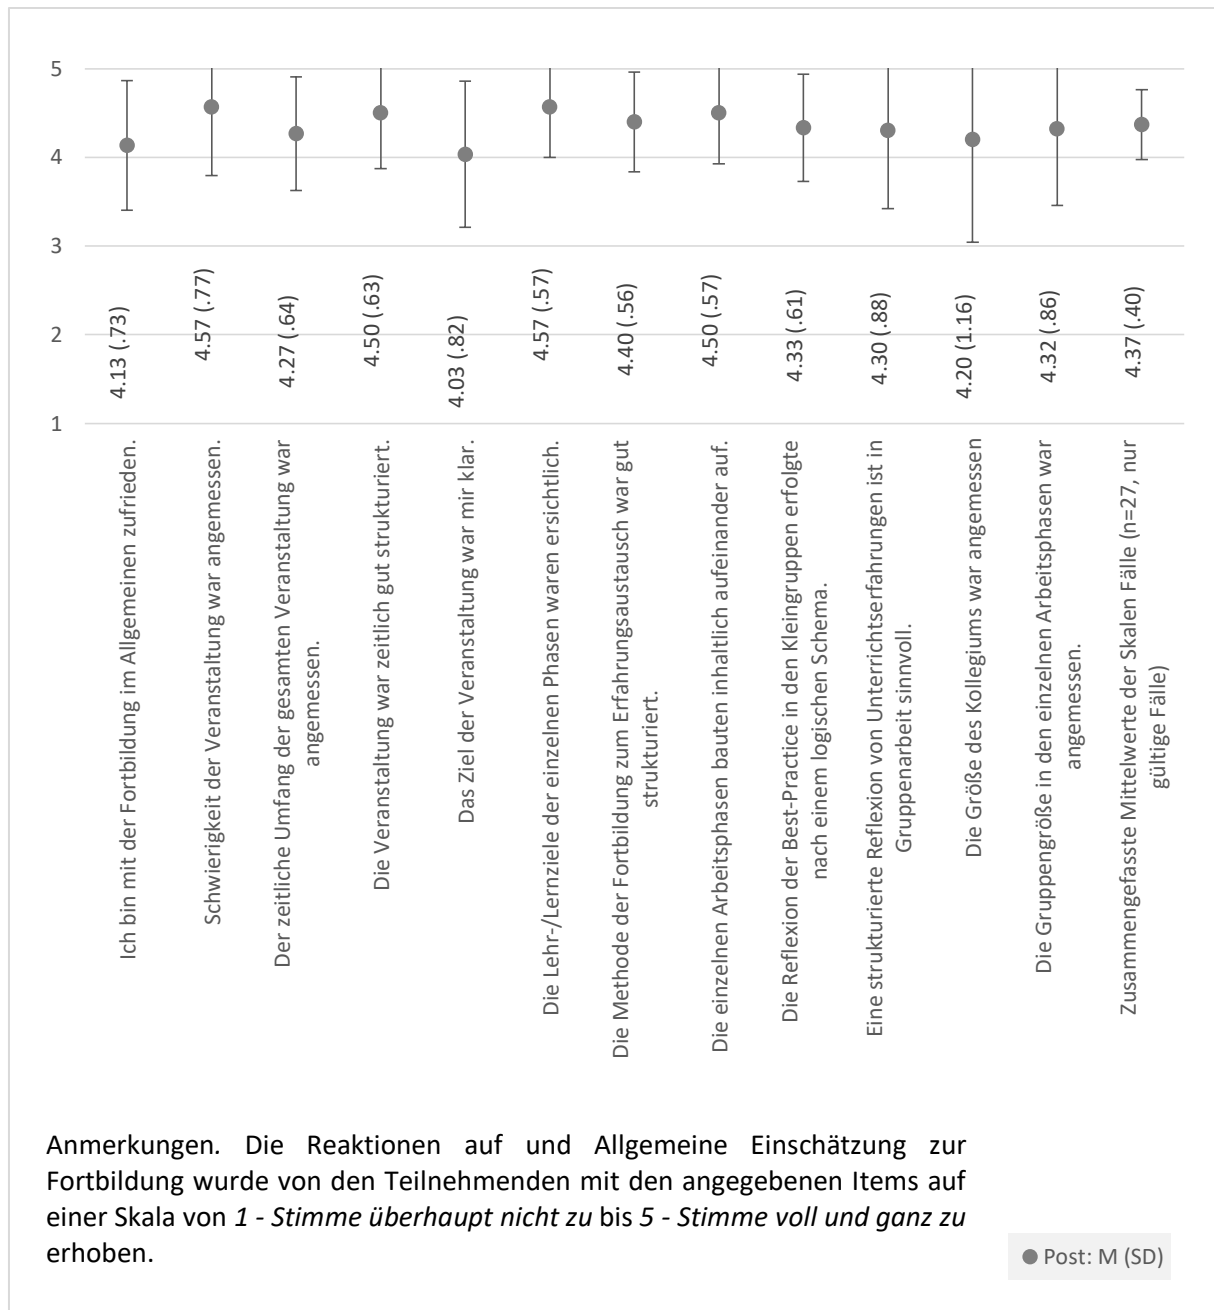 5
4
3
2
1
4.13 (.73)
4.57 (.77)
4.27 (.64)
4.50 (.63)
4.03 (.82)
4.57 (.57)
4.40 (.56)
4.50 (.57)
4.33 (.61)
4.30 (.88)
4.20 (1.16)
4.32 (.86)
4.37 (.40)
Ich bin mit der Fortbildung im Allgemeinen zufrieden.
Schwierigkeit der Veranstaltung war angemessen.
Der zeitliche Umfang der gesamten Veranstaltung war
angemessen.
Die Veranstaltung war zeitlich gut strukturiert.
Das Ziel der Veranstaltung war mir klar.
Die Lehr-/Lernziele der einzelnen Phasen waren ersichtlich.
Die Methode der Fortbildung zum Erfahrungsaustausch war gut
strukturiert.
Die einzelnen Arbeitsphasen bauten inhaltlich aufeinander auf.
Die Reflexion der Best-Practice in den Kleingruppen erfolgte
nach einem logischen Schema.
Eine strukturierte Reflexion von Unterrichtserfahrungen ist in
Gruppenarbeit sinnvoll.
Die Größe des Kollegiums war angemessen
Die Gruppengröße in den einzelnen Arbeitsphasen war
angemessen.
Zusammengefasste Mittelwerte der Skalen Fälle (n=27, nur
gültige Fälle)
Anmerkungen. Die Reaktionen auf und Allgemeine Einschätzung zur
Fortbildung wurde von den Teilnehmenden mit den angegebenen Items auf
einer Skala von 1 - Stimme überhaupt nicht zu bis 5 - Stimme voll und ganz zu
erhoben.
Post: M (SD)